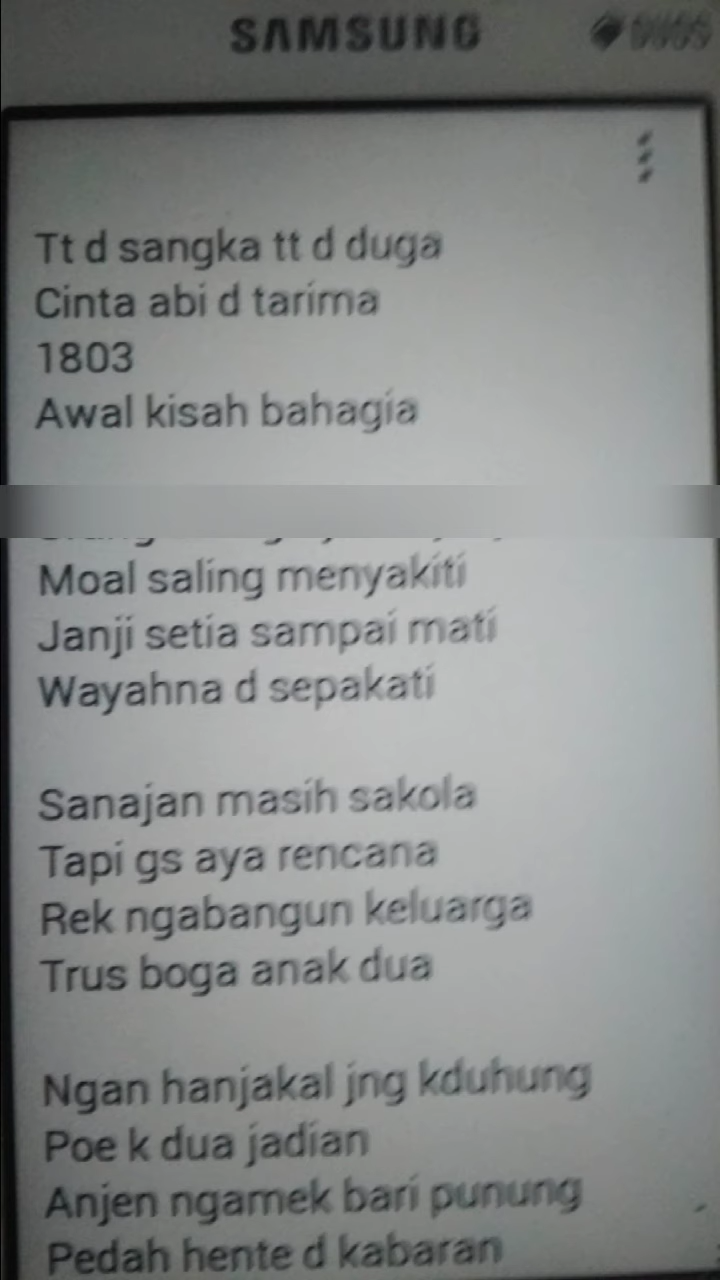 SAMSUNG
Tt d sangka tt d duga
Cinta abi d tarima
1803
Awal kisah bahagia
Moal saling menyakiti
Janji setia sampai mati
Wayahna d sepakati
Sanajan masih sakola
Tapi gs aya rencana
Rek ngabangun keluarga
Trus boga anak dua
Ngan hanjakal jng kduhung
Poe k dua jadian
Anjen ngamek bari punung
Pedah hente d kabaran